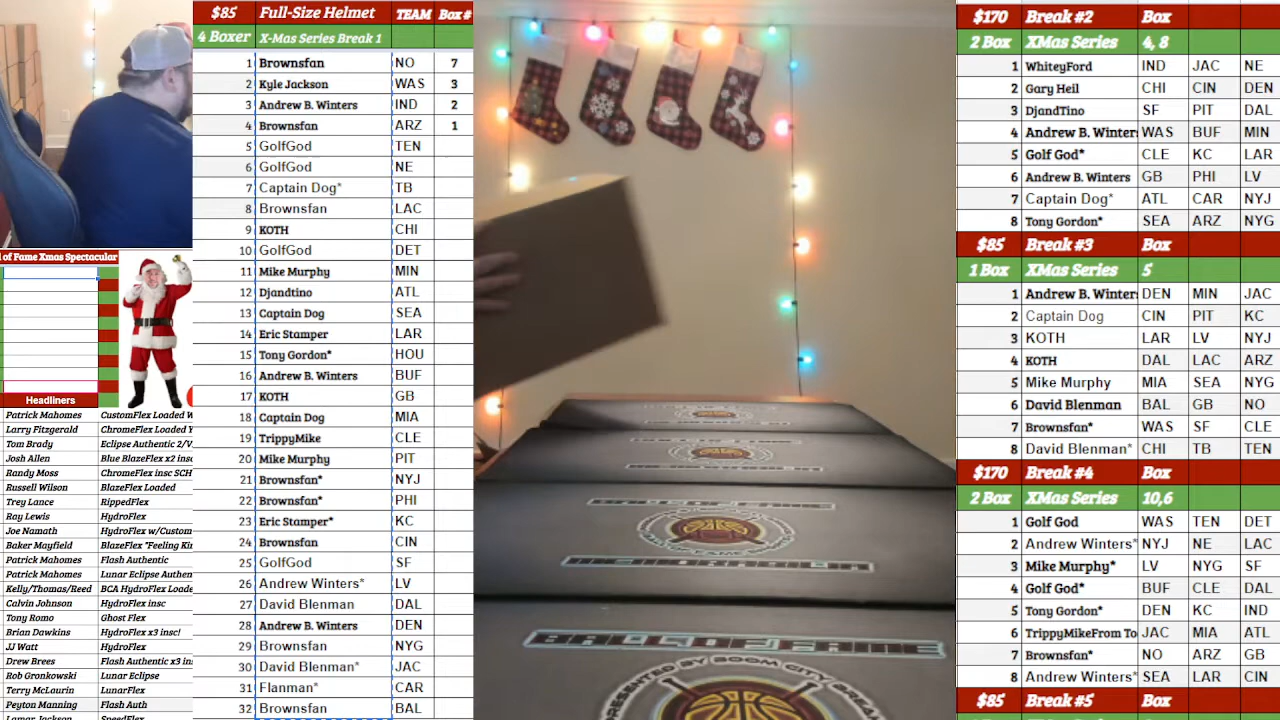 $85 Full-Size Helmet TEAM Box #
4 Boxer X-Mas Series Break 1
1 Brownsfan NO 7
2 Kyle Jackson WAS 3
3 Andrew B. Winters IND 2
4 Brownsfan ARZ 1
5 GolfGod TEN
6 GolfGod NE
7 Captain Dog* TB
8 Brownsfan LAC
9 KOTH CHI
10 GolfGod DET
11 Mike Murphy MIN
12 Djandtino ATL
13 Captain Dog SEA
14 Eric Stamper LAR
15 Tony Gordon* HOU
16 Andrew B. Winters BUF
17 KOTH GB
18 Captain Dog MIA
19 TrippyMike CLE
20 Mike Murphy PIT
21 Brownsfan* NYJ
22 Brownsfan* PHI
23 Eric Stamper* KC
24 Brownsfan CIN
25 GolfGod SF
26 Andrew Winters* LV
27 David Blenman DAL
28 Andrew B. Winters DEN
29 Brownsfan NYG
30 David Blenman* JAC
31 Flanman* CAR
32 Brownsfan BAL
of Fame Xmas Spectacular
Headliners
Patrick Mahomes CustomFlex Loaded
Larry Fitzgerald ChromeFlex Loaded
Tom Brady Eclipse Authentic 2/
Josh Allen Blue BlazeFlex x2 ins
Randy Moss ChromeFlex insc SCH
Russell Wilson BlazeFlex Loaded
Trey Lance RippedFlex
Ray Lewis HydroFlex
Joe Namath HydroFlex w/Custom
Baker Mayfield BlazeFlex "Feeling
Patrick Mahomes Flash Authentic
Patrick Mahomes Lunar Eclipse Authen
Kelly/Thomas/Reed BCA HydroFlex Loade
Calvin Johnson HydroFlex insc
Tony Romo Ghost Flex
Brian Dawkins HydroFlex x3 insc!
JJ Watt HydroFlex
Drew Brees Flash Authentic x3 in
Rob Gronkowski Lunar Eclipse
Terry McLaurin LunarFlex
Peyton Manning Flash Auth
Lamar Jackson SpeedFlex
PRESENTED BY BOOM CITY BREA
$170 Break #2 Box
2 Box XMas Series 4, 8
1 WhiteyFord IND JAC NE
2 Gary Heil CHI CIN DEN
3 DjandTino SF PIT DAL
4 Andrew B. Winter WAS BUF MIN
5 Golf God* CLE KC LAR
6 Andrew B. Winters GB PHI LV
7 Captain Dog* ATL CAR NYJ
8 Tony Gordon* SEA ARZ NYG
$85 Break #3 Box
1 Box XMas Series 5
1 Andrew B. Winter DEN MIN JAC
2 Captain Dog CIN PIT KC
3 KOTH LAR LV NYJ
4 KOTH DAL LAC ARZ
5 Mike Murphy MIA SEA NYG
6 David Blenman BAL GB NO
7 Brownsfan* WAS SF CLE
8 David Blenman* CHI TB TEN
$170 Break #4 Box
2 Box XMas Series 10,6
1 Golf God WAS TEN DET
2 Andrew Winters* NYJ NE LAC
3 Mike Murphy* LV NYG SF
4 Golf God* BUF CLE DAL
5 Tony Gordon* DEN KC IND
6 TrippyMikeFrom To JAC MIA ATL
7 Brownsfan* NO ARZ GB
8 Andrew Winters* SEA LAR CIN
$85 Break #5 Box